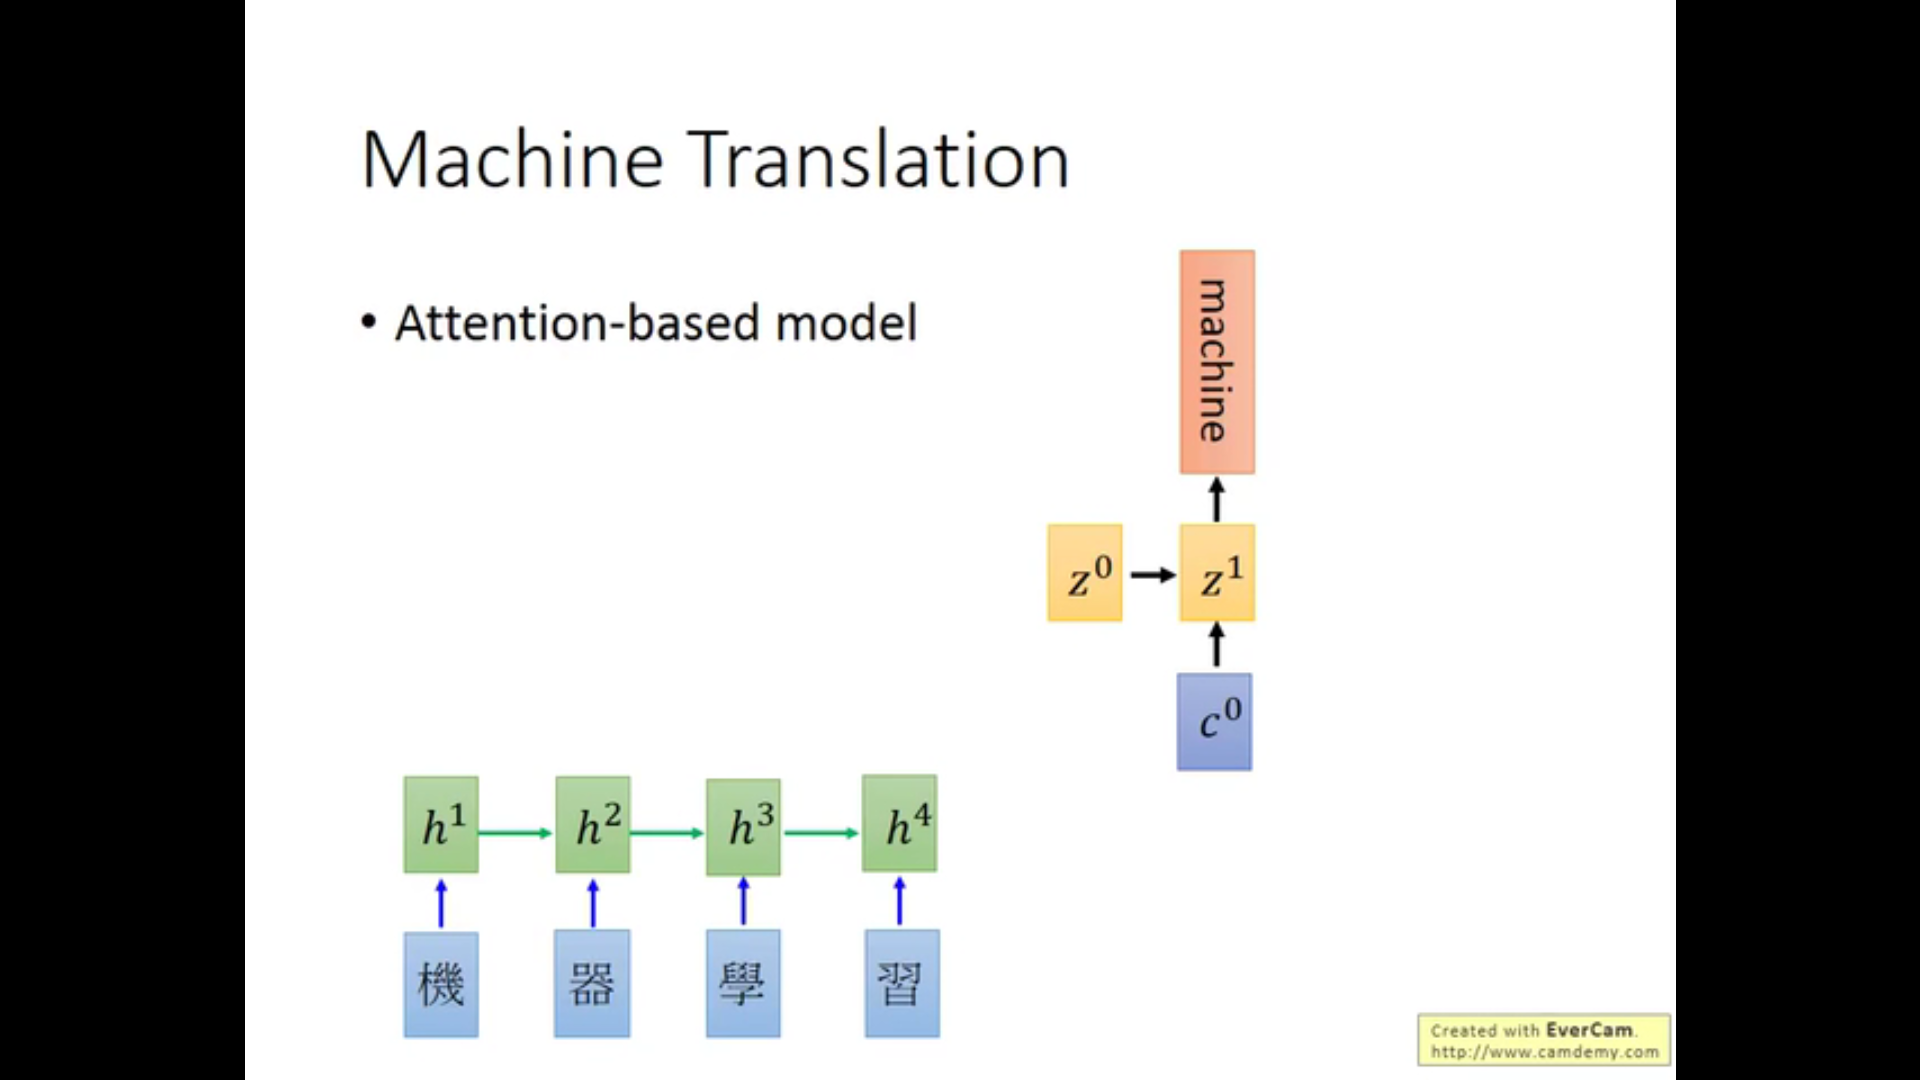 Machine Translation
• Attention-based model
machine
z⁰ z¹
c⁰
h¹ h² h³ h⁴
機 器 學 習
Created with EverCam.
http://www.camdemy.com